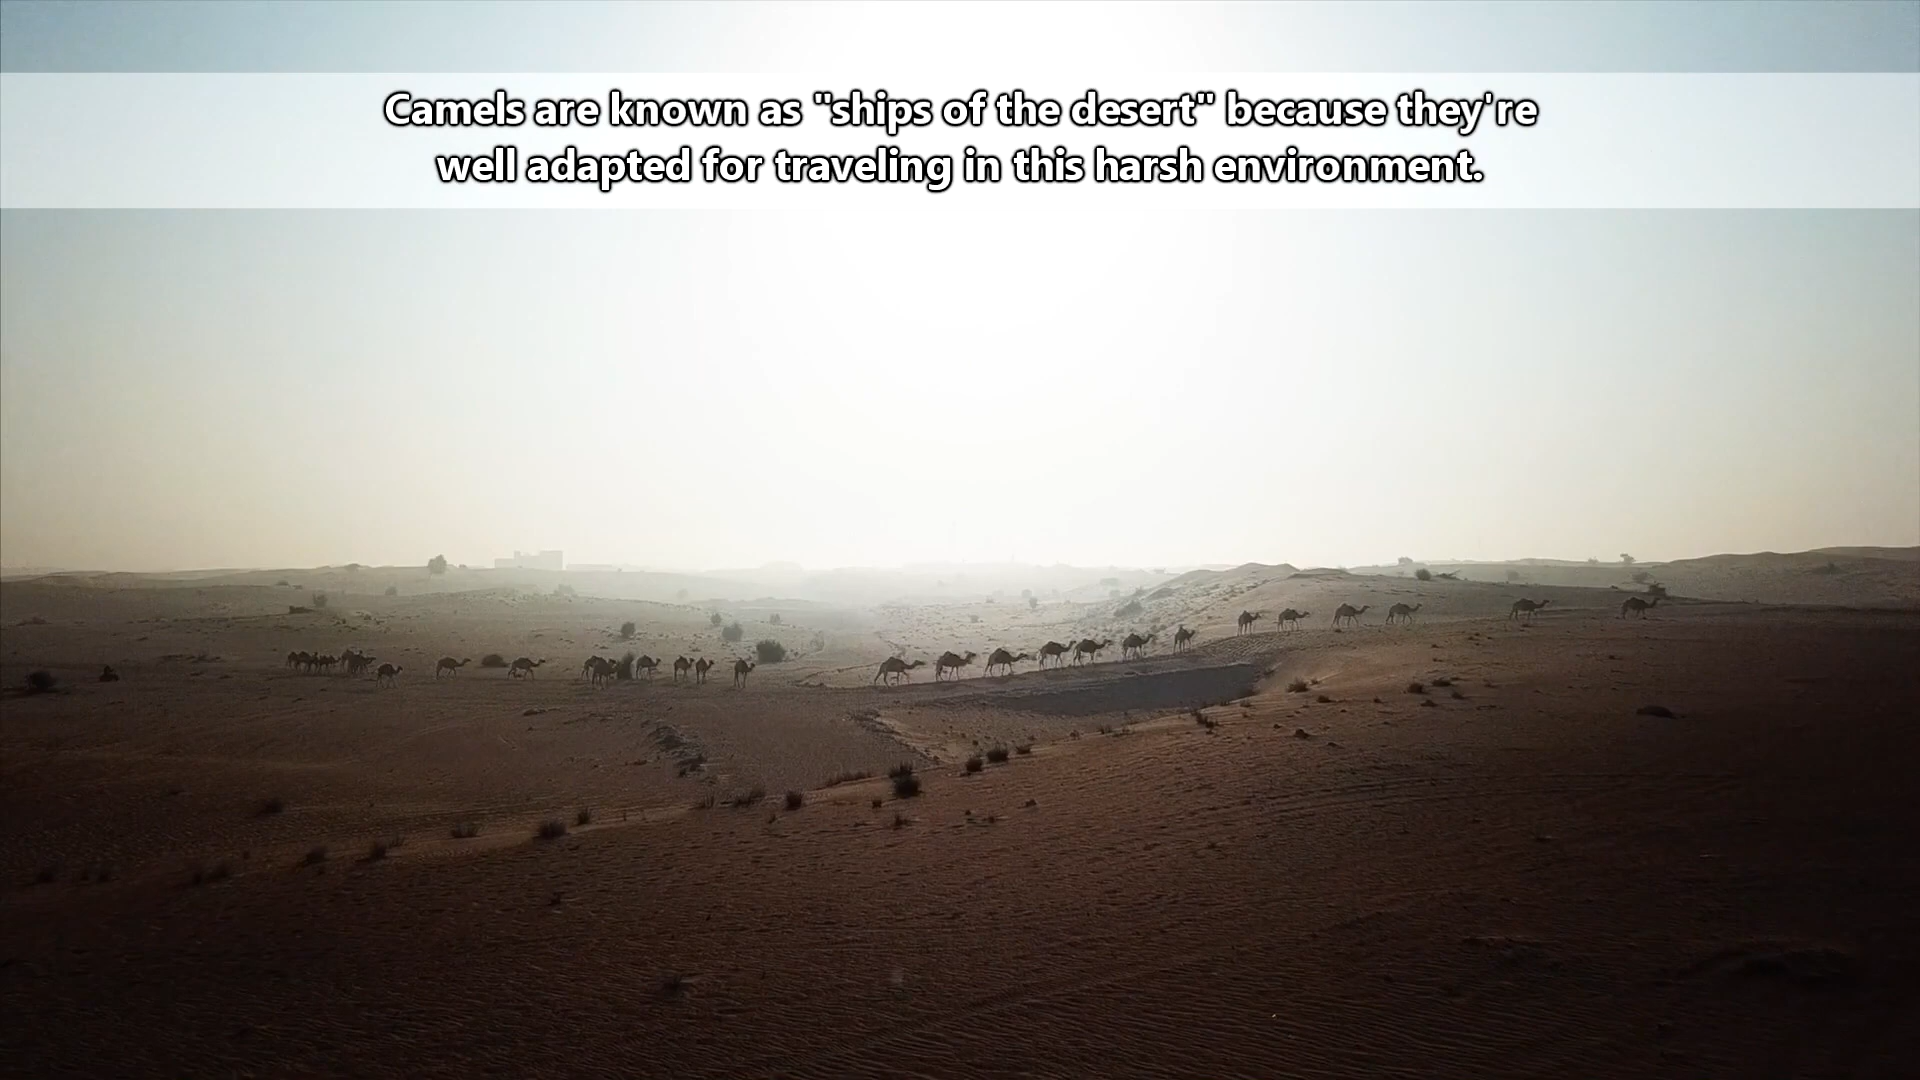 Camels are known as "ships of the desert" because they're
well adapted for traveling in this harsh environment.